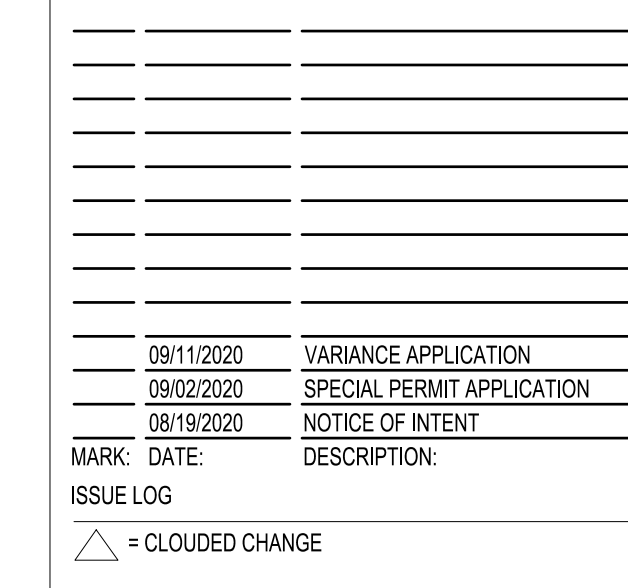 09/11/2020 VARIANCE APPLICATION
09/02/2020 SPECIAL PERMIT APPLICATION
08/19/2020 NOTICE OF INTENT
MARK: DATE: DESCRIPTION:
ISSUE LOG
= CLOUDED CHANGE